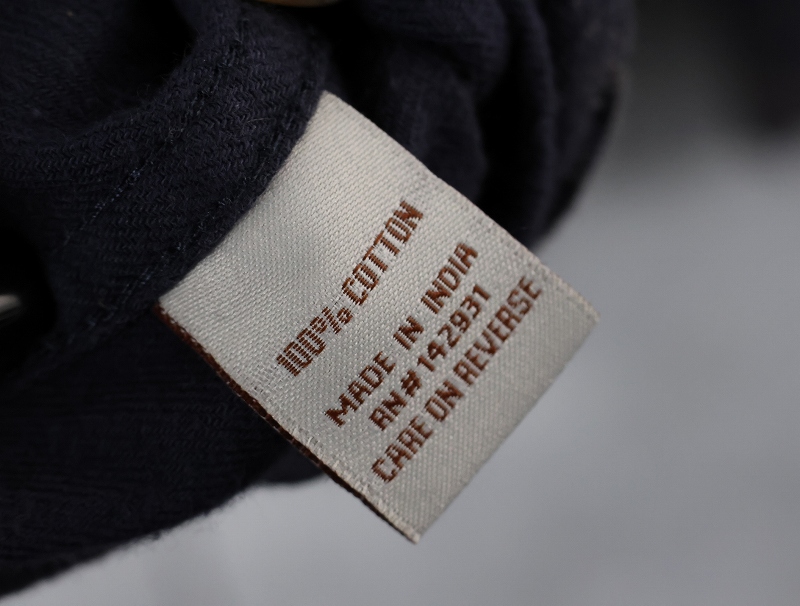 100% COTTON
MADE IN INDIA
RN#142931
CARE ON REVERSE